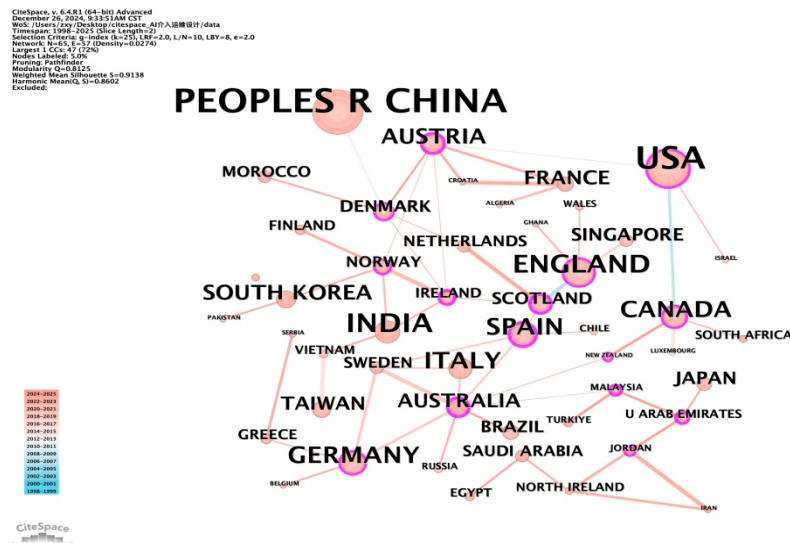 CiteSpace, v. 6.4.R1 (64-bit) Advanced
December 26, 2024, 9:33:51AM CST
WoS: /Users/zxy/Desktop/citespace_AI介入运维设计/data
Timespan: 1998-2025 (Slice Length=2)
Selection Criteria: g-index (k=25), LRF=2.0, L/N=10, LBY=8, e=2.0
Network: N=65, E=57 (Density=0.0274)
Largest 1 CCs: 47 (72%)
Nodes Labeled: 5.0%
Pruning: Pathfinder
Modularity Q=0.8125
Weighted Mean Silhouette S=0.9138
Harmonic Mean(Q, S)=0.8602
Excluded:
PEOPLES R CHINA
AUSTRIA
USA
MOROCCO
CROATIA
FRANCE
DENMARK
ALGERIA
WALES
GHANA
FINLAND
NETHERLANDS
SINGAPORE
NORWAY
ENGLAND
ISRAEL
SOUTH KOREA
IRELAND
SCOTLAND
PAKISTAN
INDIA
SPAIN
CANADA
SERBIA
CHILE
SOUTH AFRICA
VIETNAM
SWEDEN
ITALY
NEW ZEALAND
LUXEMBOURG
TAIWAN
AUSTRALIA
MALAYSIA
JAPAN
GREECE
BRAZIL
TURKIYE
U ARAB EMIRATES
GERMANY
SAUDI ARABIA
JORDAN
RUSSIA
BELGIUM
EGYPT
NORTH IRELAND
IRAN
2024-2025
2022-2023
2020-2021
2018-2019
2016-2017
2014-2015
2012-2013
2010-2011
2008-2009
2006-2007
2004-2005
2002-2003
2000-2001
1998-1999
CiteSpace